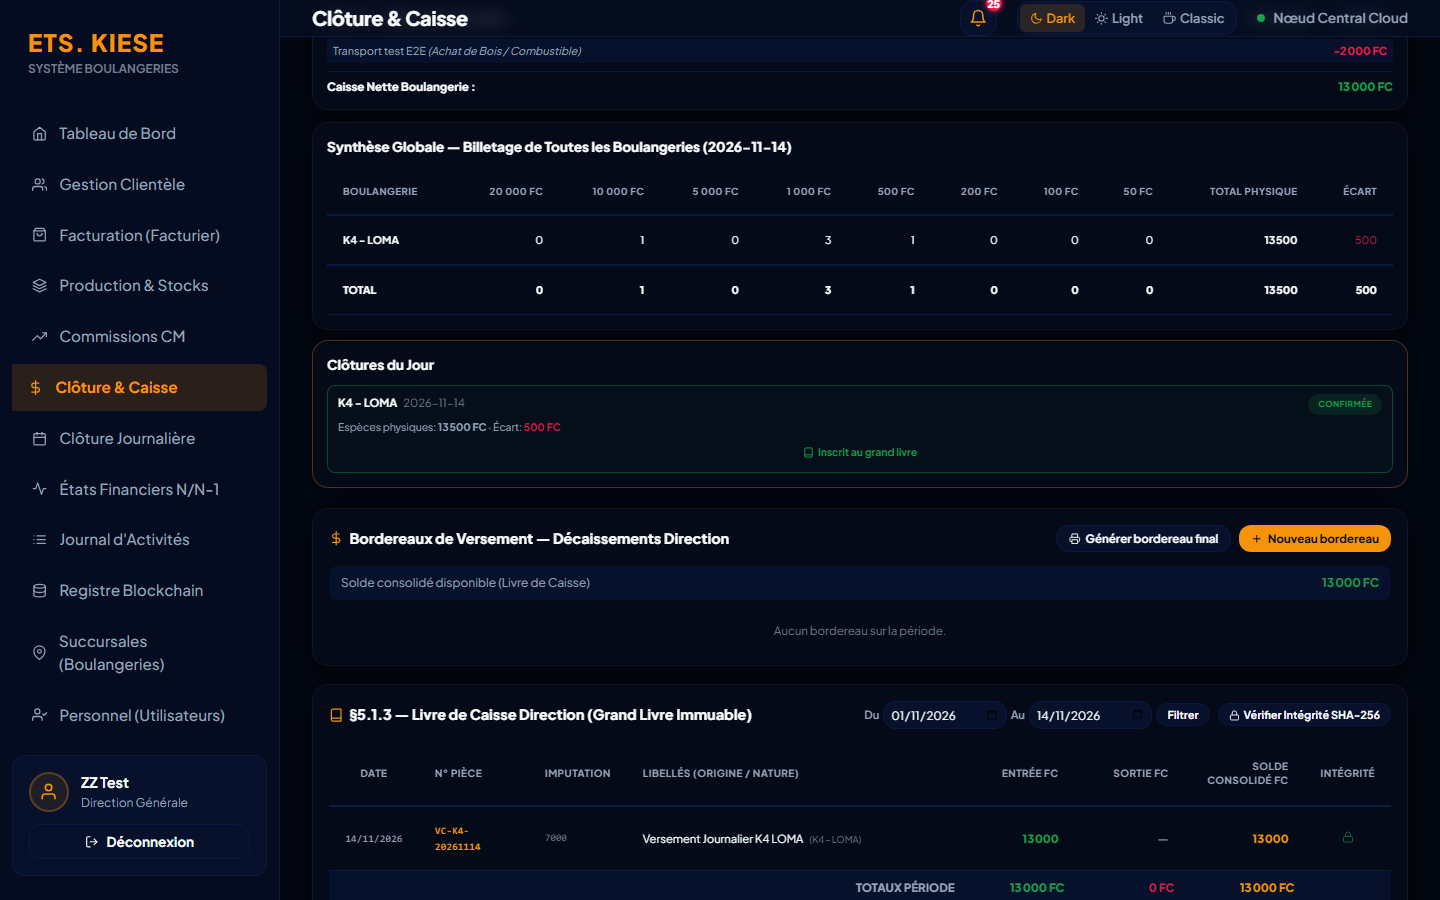 ETS. KIESE
SYSTÈME BOULANGERIES
Tableau de Bord
Gestion Clientèle
Facturation (Facturier)
Production & Stocks
Commissions CM
Clôture & Caisse
Clôture Journalière
États Financiers N/N-1
Journal d'Activités
Registre Blockchain
Succursales
(Boulangeries)
Personnel (Utilisateurs)
ZZ Test
Direction Générale
Déconnexion
Clôture & Caisse
25
Dark
Light
Classic
Nœud Central Cloud
Transport test E2E (Achat de Bois / Combustible) -2 000 FC
Caisse Nette Boulangerie : 13 000 FC
Synthèse Globale — Billetage de Toutes les Boulangeries (2026-11-14)
BOULANGERIE 20 000 FC 10 000 FC 5 000 FC 1 000 FC 500 FC 200 FC 100 FC 50 FC TOTAL PHYSIQUE ÉCART
K4 - LOMA 0 1 0 3 1 0 0 0 13500 500
TOTAL 0 1 0 3 1 0 0 0 13500 500
Clôtures du Jour
K4 - LOMA 2026-11-14 CONFIRMÉE
Espèces physiques: 13 500 FC · Écart: 500 FC
Inscrit au grand livre
Bordereaux de Versement — Décaissements Direction
Générer bordereau final
+ Nouveau bordereau
Solde consolidé disponible (Livre de Caisse) 13 000 FC
Aucun bordereau sur la période.
§5.1.3 — Livre de Caisse Direction (Grand Livre Immuable)
Du 01/11/2026 Au 14/11/2026 Filtrer Vérifier Intégrité SHA-256
DATE N° PIÈCE IMPUTATION LIBELLÉS (ORIGINE / NATURE) ENTRÉE FC SORTIE FC SOLDE CONSOLIDÉ FC INTÉGRITÉ
14/11/2026 VC-K4-20261114 7000 Versement Journalier K4 LOMA (K4 - LOMA) 13000 — 13000
TOTAUX PÉRIODE 13 000 FC 0 FC 13 000 FC